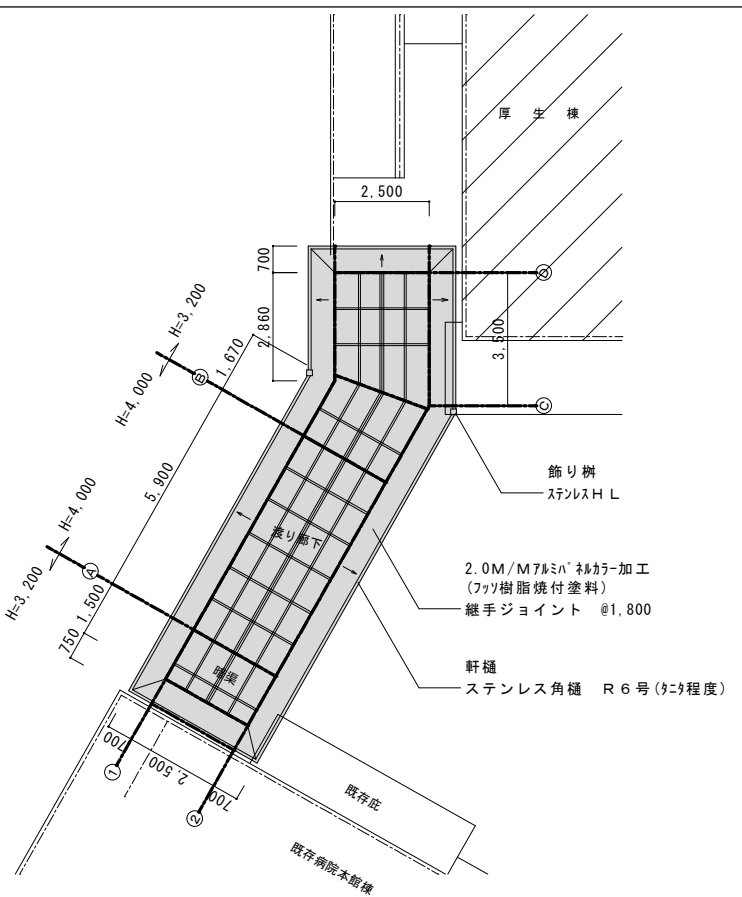 厚生棟
2,500
700
2,860
3,500
D
C
H=3,200
H=4,000
B
1,670
5,900
H=4,000
H=3,200
A
1,500
750
渡り廊下
暗渠
飾り桝
ｽﾃﾝﾚｽＨＬ
2.0M/Mｱﾙﾐﾊﾟﾈﾙｶﾗｰ加工
(フッソ樹脂焼付塗料)
継手ジョイント @1,800
軒樋
ステンレス角樋 Ｒ６号(ﾀﾆﾀ程度)
700
2,500
700
1
2
既存庇
既存病院本館棟